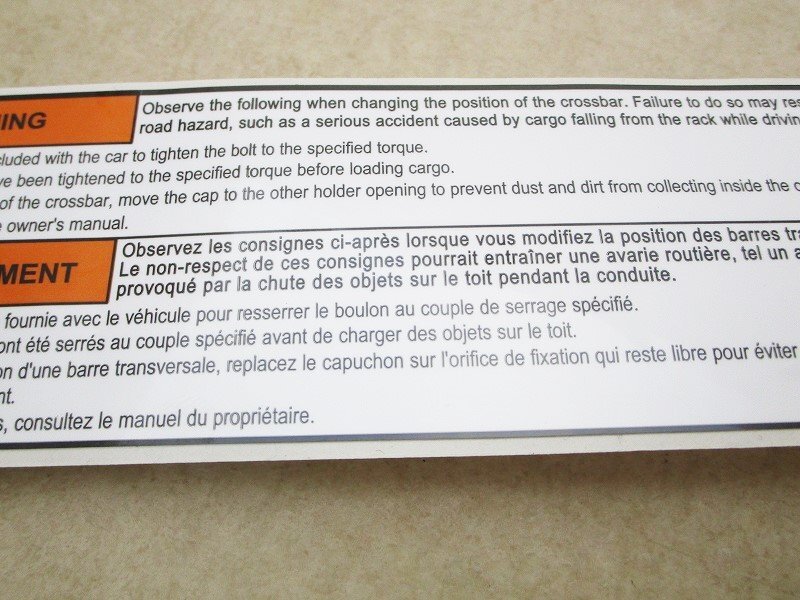 NING
Observe the following when changing the position of the crossbar. Failure to do so may res
road hazard, such as a serious accident caused by cargo falling from the rack while drivin
cluded with the car to tighten the bolt to the specified torque.
ve been tightened to the specified torque before loading cargo.
of the crossbar, move the cap to the other holder opening to prevent dust and dirt from collecting inside the
e owner's manual.
MENT
Observez les consignes ci-après lorsque vous modifiez la position des barres tra
Le non-respect de ces consignes pourrait entraîner une avarie routière, tel un a
provoqué par la chute des objets sur le toit pendant la conduite.
fournie avec le véhicule pour resserrer le boulon au couple de serrage spécifié.
ont été serrés au couple spécifié avant de charger des objets sur le toit.
on d'une barre transversale, replacez le capuchon sur l'orifice de fixation qui reste libre pour éviter
nt.
s, consultez le manuel du propriétaire.